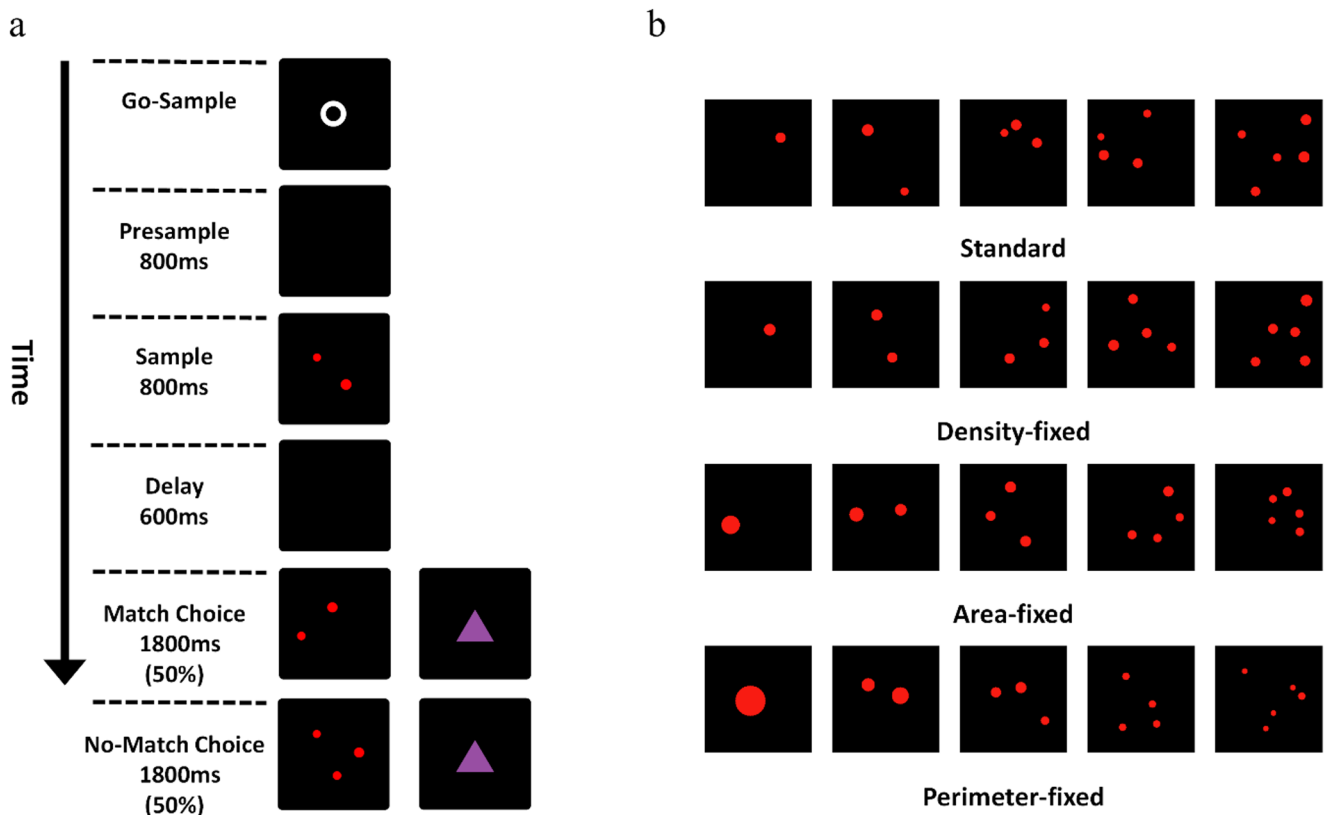 a
Go-Sample
Presample
800ms
Sample
800ms
Delay
600ms
Match Choice
1800ms
(50%)
No-Match Choice
1800ms
(50%)
Time
b
Standard
Density-fixed
Area-fixed
Perimeter-fixed